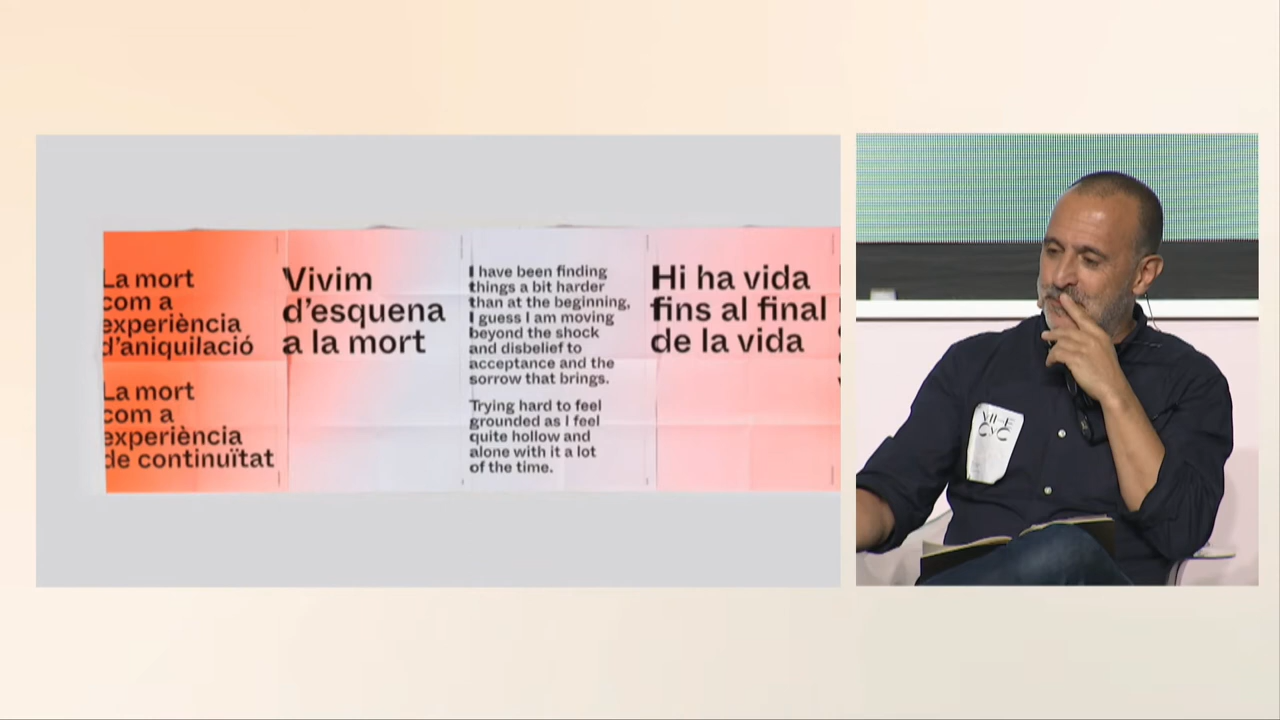 La mort
com a
experiència
d'aniquilació
La mort
com a
experiència
de continuïtat
Vivim
d'esquena
a la mort
I have been finding
things a bit harder
than at the beginning,
I guess I am moving
beyond the shock
and disbelief to
acceptance and the
sorrow that brings.
Trying hard to feel
grounded as I feel
quite hollow and
alone with it a lot
of the time.
Hi ha vida
fins al final
de la vida